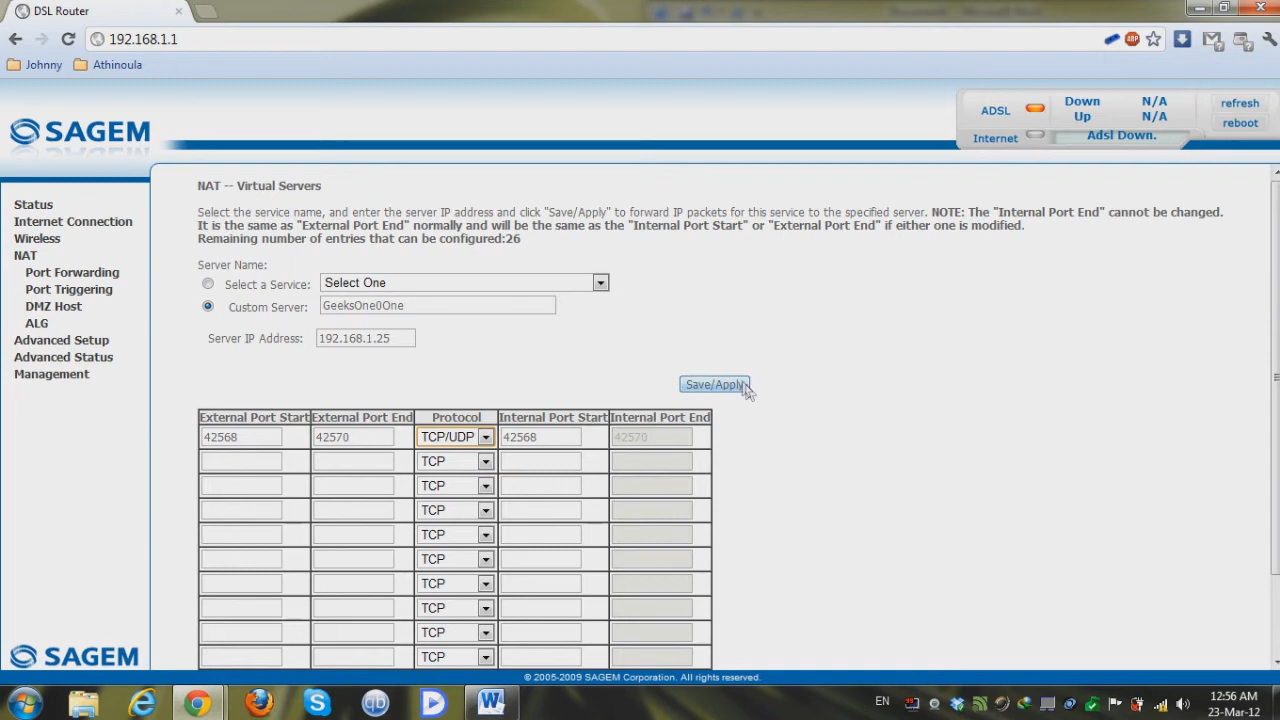 DSL Router
192.168.1.1
ABP
Johnny
Athinoula
SAGEM
ADSL
Down N/A
Up N/A
Internet
Adsl Down.
refresh
reboot
Status
Internet Connection
Wireless
NAT
Port Forwarding
Port Triggering
DMZ Host
ALG
Advanced Setup
Advanced Status
Management
SAGEM
NAT -- Virtual Servers
Select the service name, and enter the server IP address and click "Save/Apply" to forward IP packets for this service to the specified server. NOTE: The "Internal Port End" cannot be changed.
It is the same as "External Port End" normally and will be the same as the "Internal Port Start" or "External Port End" if either one is modified.
Remaining number of entries that can be configured:26
Server Name:
Select a Service: Select One
Custom Server: GeeksOne0One
Server IP Address: 192.168.1.25
Save/Apply
External Port Start External Port End Protocol Internal Port Start Internal Port End
42568 42570 TCP/UDP 42568 42570
TCP
TCP
TCP
TCP
TCP
TCP
TCP
TCP
TCP
© 2005-2009 SAGEM Corporation. All rights reserved.
EN
12:56 AM
23-Mar-12